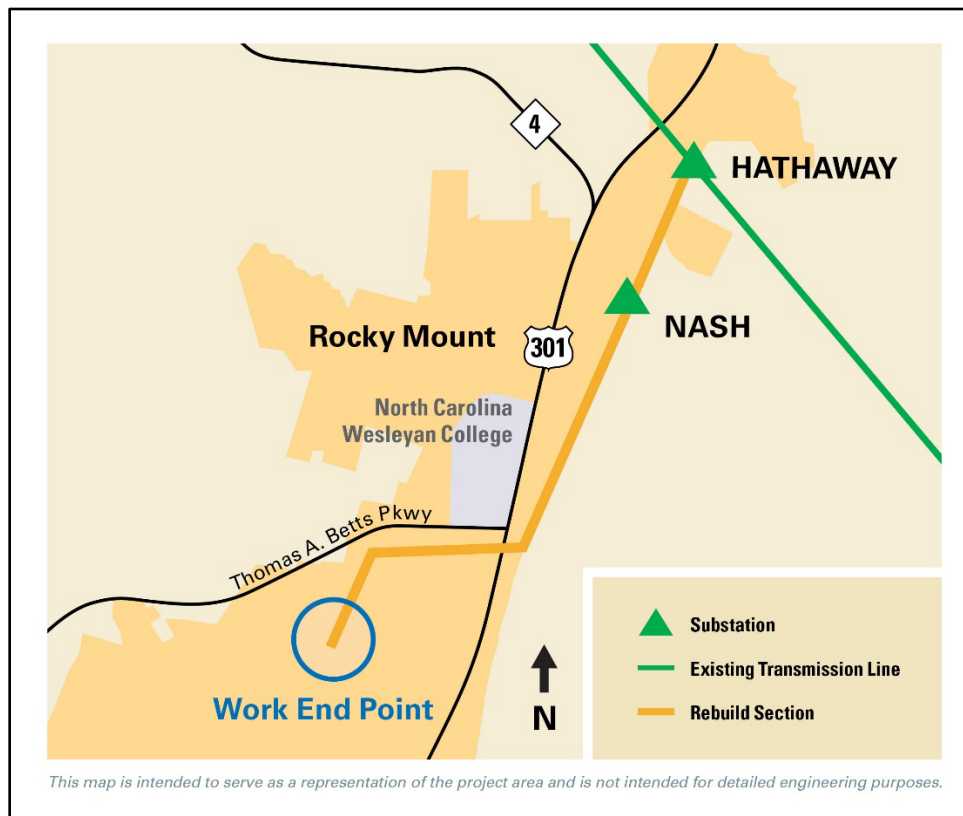 4
HATHAWAY
NASH
Rocky Mount
301
North Carolina
Wesleyan College
Thomas A. Betts Pkwy
Work End Point
N
Substation
Existing Transmission Line
Rebuild Section
This map is intended to serve as a representation of the project area and is not intended for detailed engineering purposes.